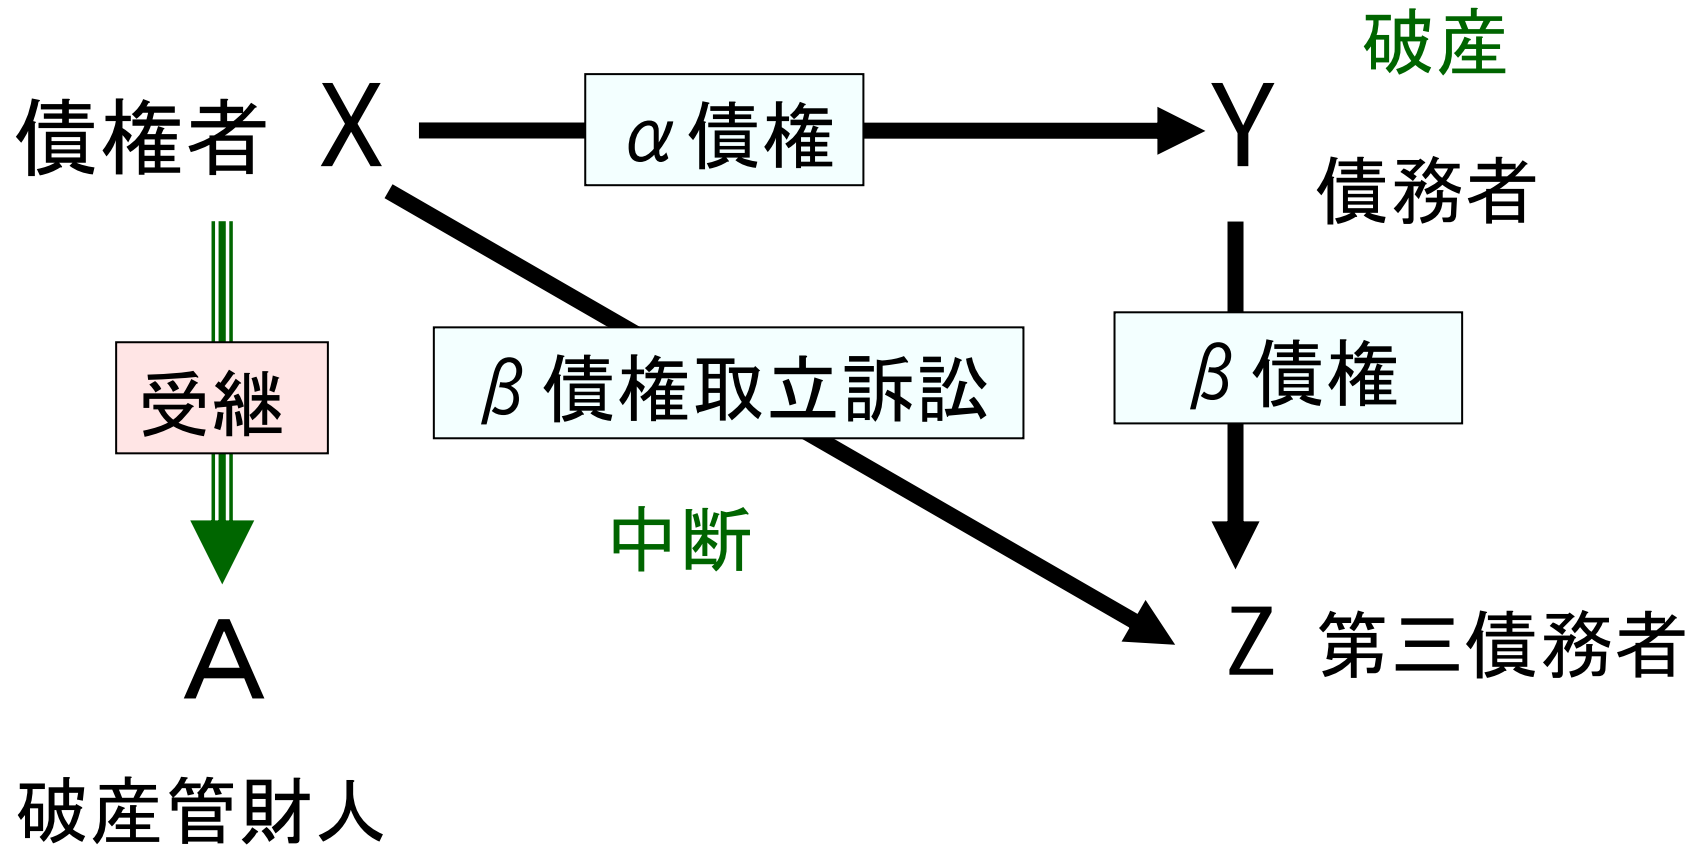 破産
債権者 X
α債権
Y
債務者
受継
β債権取立訴訟
β債権
中断
A
Z 第三債務者
破産管財人